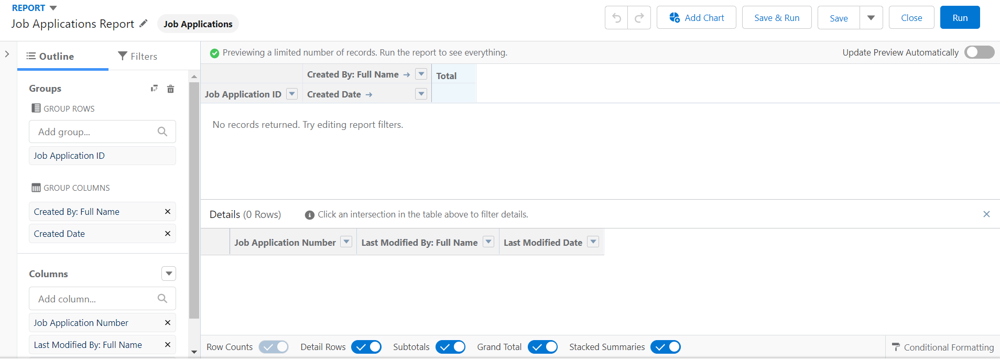 REPORT
Job Applications Report
Job Applications
Add Chart
Save & Run
Save
Close
Run
Outline
Filters
Previewing a limited number of records. Run the report to see everything.
Update Preview Automatically
Groups
GROUP ROWS
Add group...
Job Application ID
GROUP COLUMNS
Created By: Full Name
Created Date
Columns
Add column...
Job Application Number
Last Modified By: Full Name
Created By: Full Name
Total
Job Application ID
Created Date
No records returned. Try editing report filters.
Details (0 Rows)
Click an intersection in the table above to filter details.
Job Application Number
Last Modified By: Full Name
Last Modified Date
Row Counts
Detail Rows
Subtotals
Grand Total
Stacked Summaries
Conditional Formatting